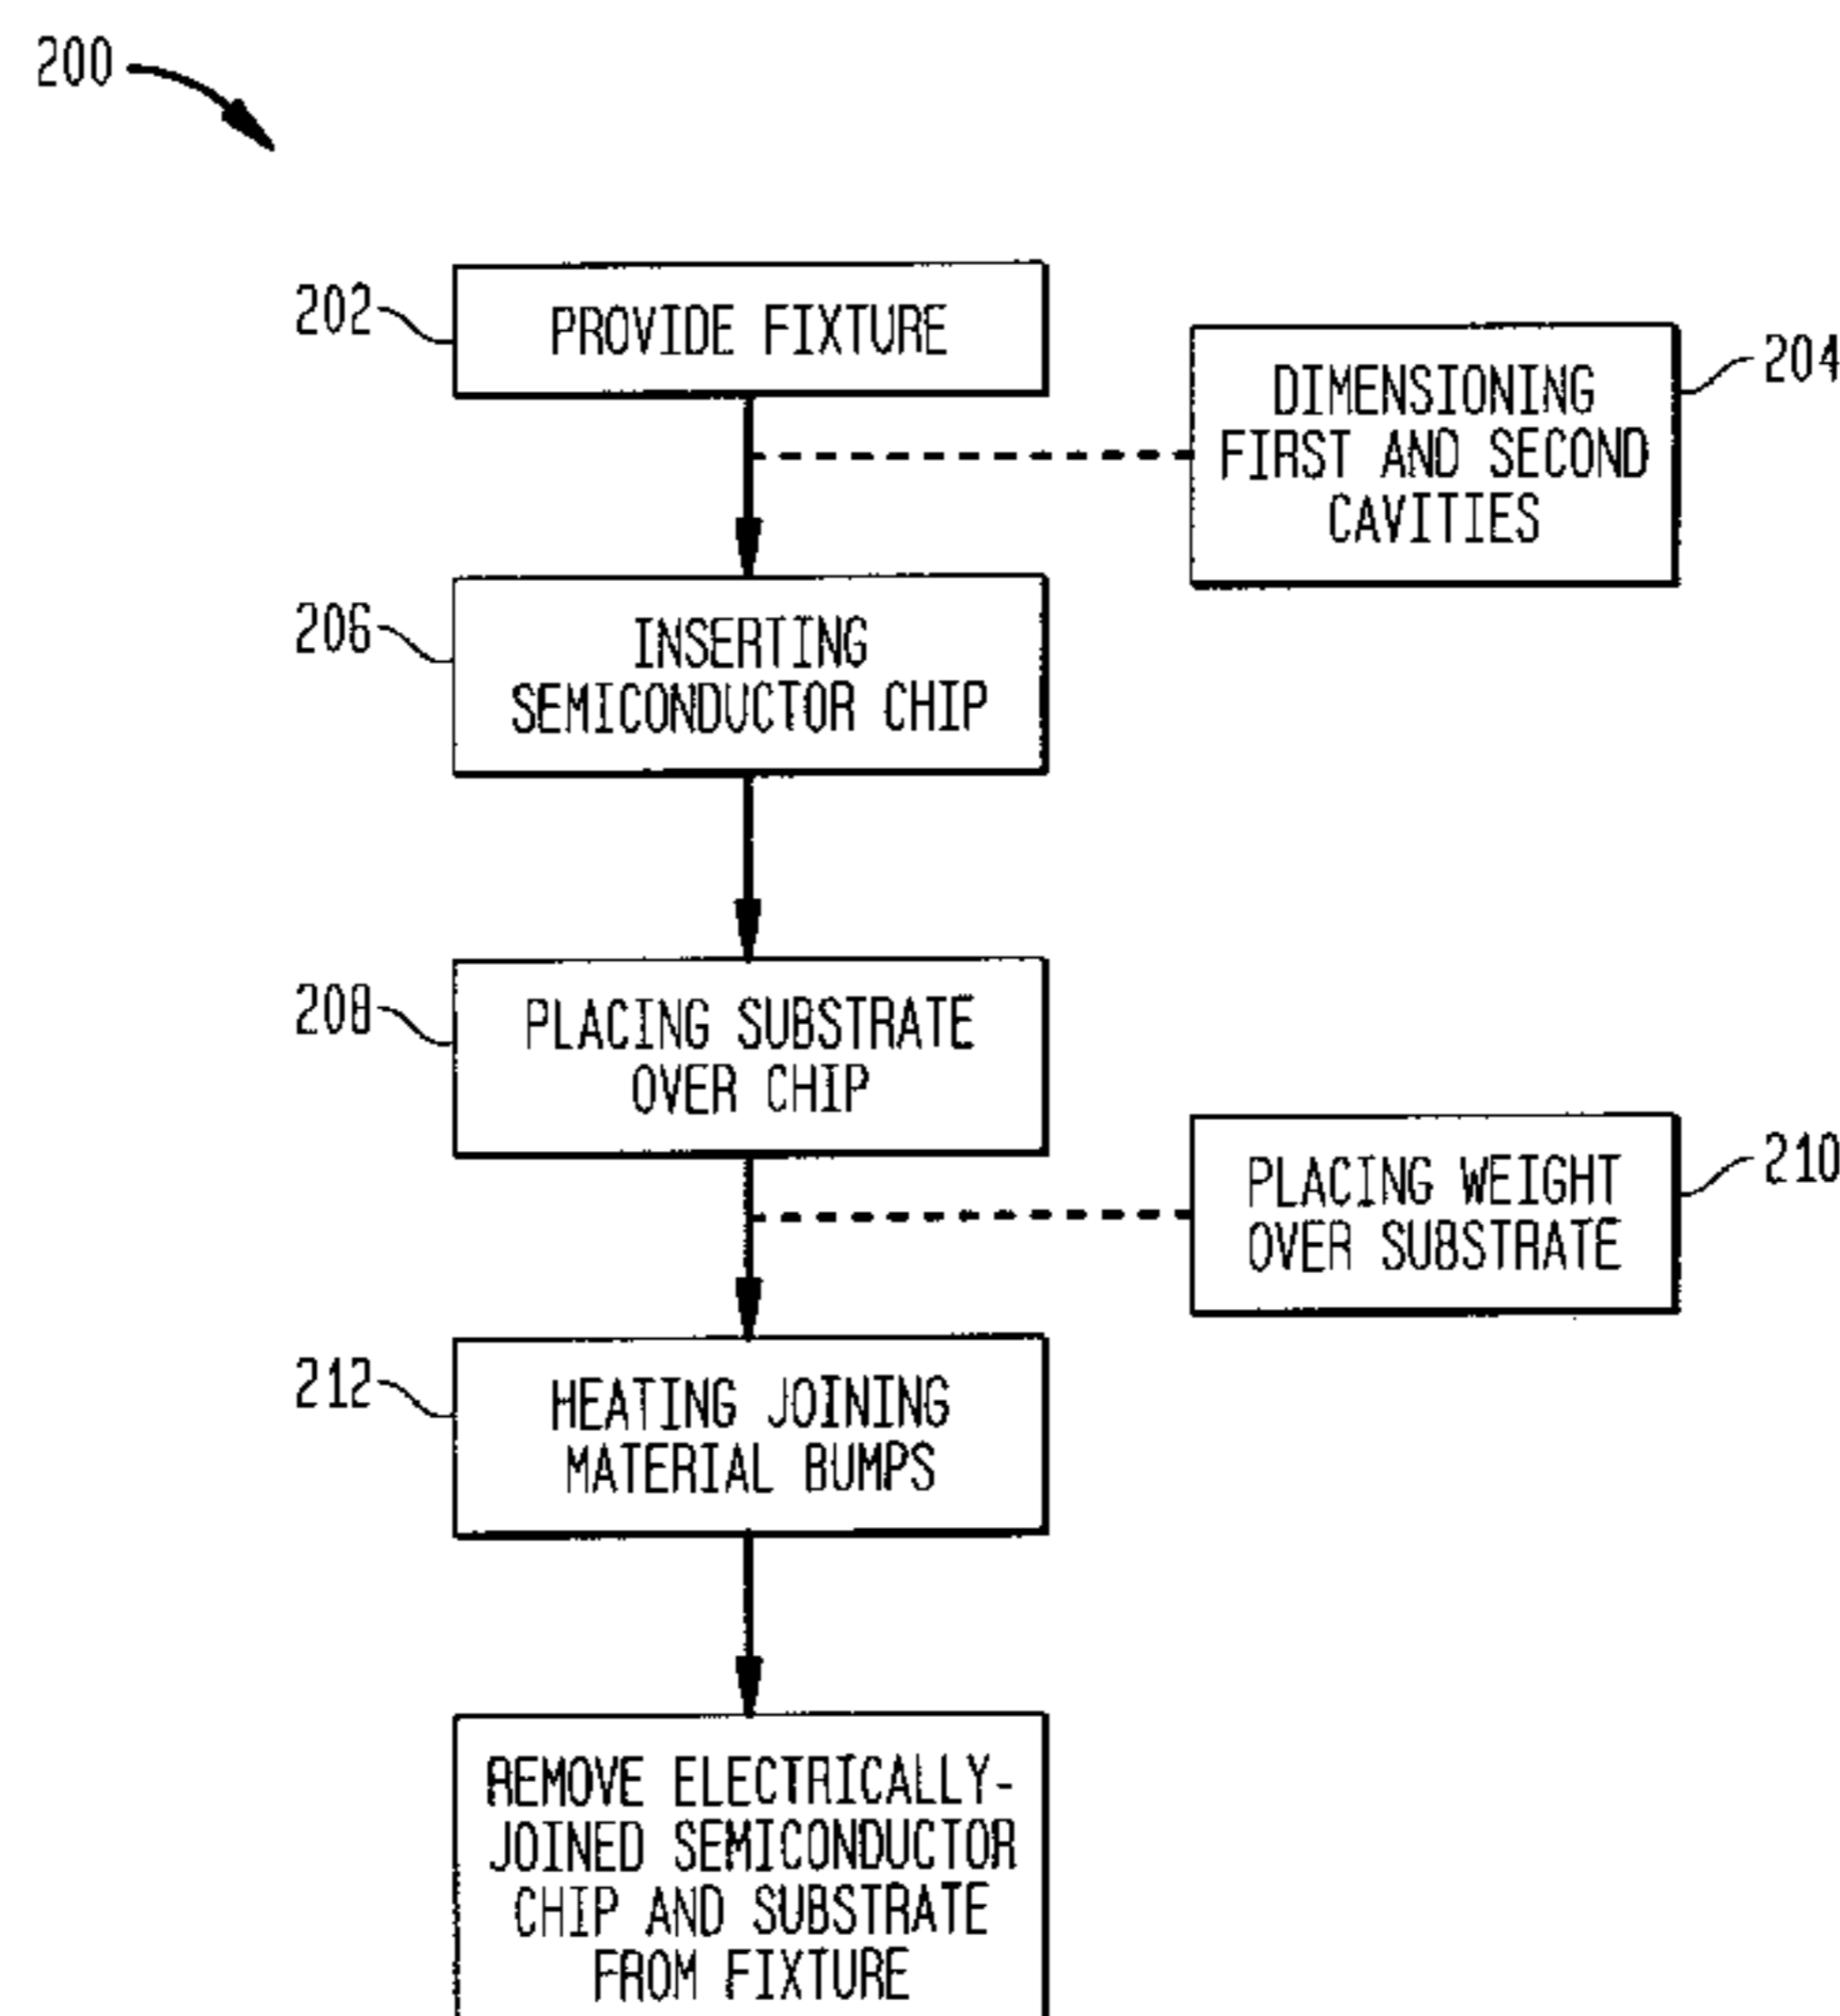 200
202
PROVIDE FIXTURE
204
DIMENSIONING
FIRST AND SECOND
CAVITIES
206
INSERTING
SEMICONDUCTOR CHIP
208
PLACING SUBSTRATE
OVER CHIP
210
PLACING WEIGHT
OVER SUBSTRATE
212
HEATING JOINING
MATERIAL BUMPS
REMOVE ELECTRICALLY-
JOINED SEMICONDUCTOR
CHIP AND SUBSTRATE
FROM FIXTURE